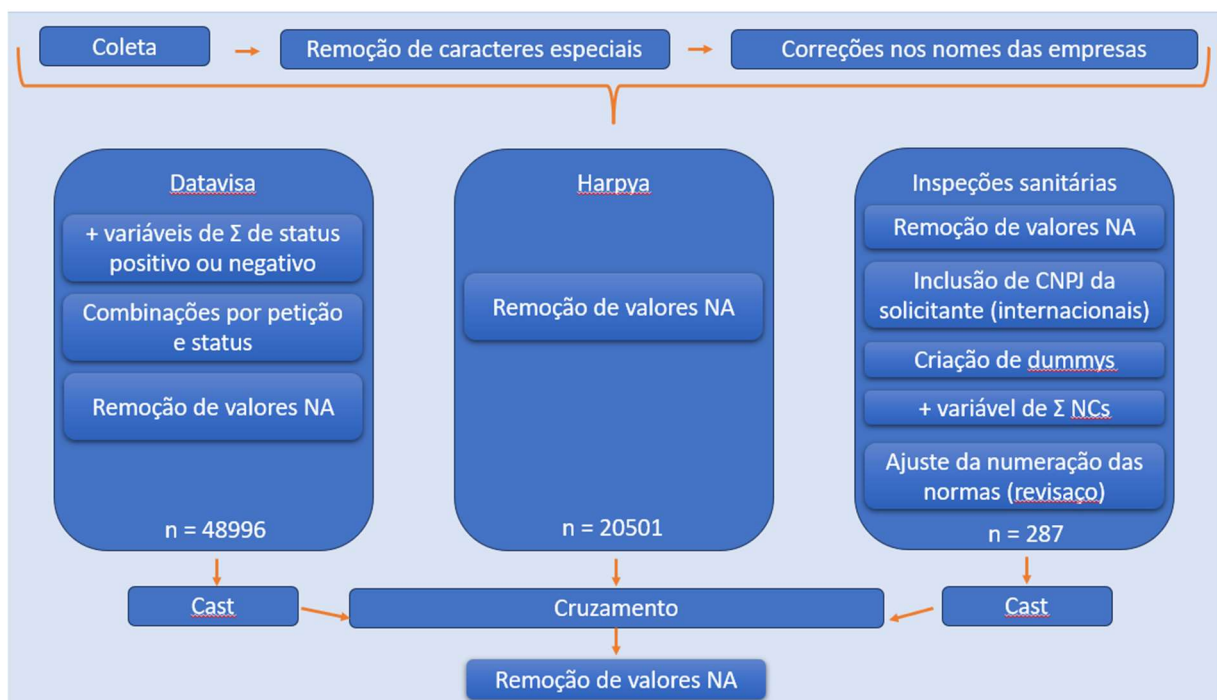 Coleta
Remoção de caracteres especiais
Correções nos nomes das empresas
Datavisa
+ variáveis de Σ de status
positivo ou negativo
Combinações por petição
e status
Remoção de valores NA
n = 48996
Harpya
Remoção de valores NA
n = 20501
Inspeções sanitárias
Remoção de valores NA
Inclusão de CNPJ da
solicitante (internacionais)
Criação de dummys
+ variável de Σ NCs
Ajuste da numeração das
normas (revisaço)
n = 287
Cast
Cruzamento
Cast
Remoção de valores NA